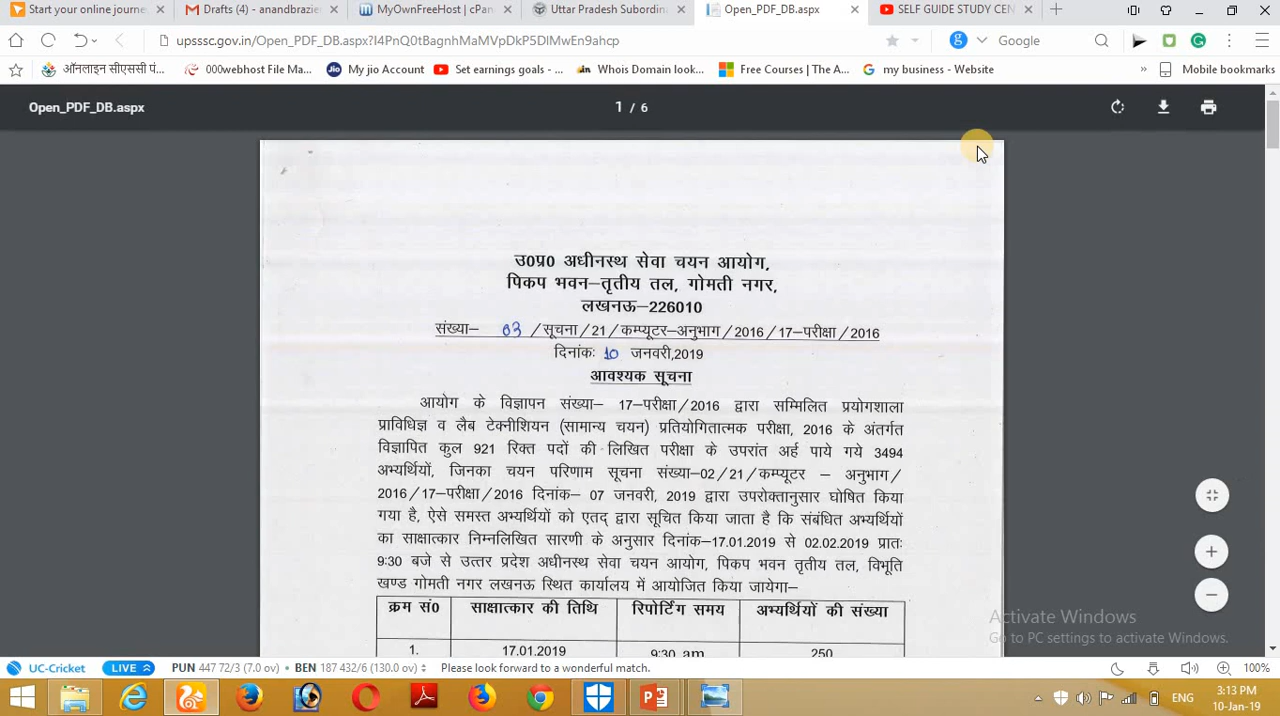 Start your online journe
Drafts (4) - anandbrazie
MyOwnFreeHost | cPan
Uttar Pradesh Subordina
Open_PDF_DB.aspx
SELF GUIDE STUDY CEN
upsssc.gov.in/Open_PDF_DB.aspx?I4PnQ0tBagnhMaMVpDkP5DlMwEn9ahcp
Google
ऑनलाइन सीएससी पं...
000webhost File Ma...
My jio Account
Set earnings goals - ...
Whois Domain look...
Free Courses | The A...
my business - Website
Mobile bookmarks
Open_PDF_DB.aspx
1 / 6
उ0प्र0 अधीनस्थ सेवा चयन आयोग,
पिकप भवन–तृतीय तल, गोमती नगर,
लखनऊ–226010
संख्या– 03 /सूचना/21/कम्प्यूटर–अनुभाग/2016/17–परीक्षा/2016
दिनांकः 10 जनवरी,2019
आवश्यक सूचना
आयोग के विज्ञापन संख्या– 17–परीक्षा/2016 द्वारा सम्मिलित प्रयोगशाला
प्राविधिज्ञ व लैब टेक्नीशियन (सामान्य चयन) प्रतियोगितात्मक परीक्षा, 2016 के अंतर्गत
विज्ञापित कुल 921 रिक्त पदों की लिखित परीक्षा के उपरांत अर्ह पाये गये 3494
अभ्यर्थियों, जिनका चयन परिणाम सूचना संख्या–02/21/कम्प्यूटर – अनुभाग/
2016/17–परीक्षा/2016 दिनांक– 07 जनवरी, 2019 द्वारा उपरोक्तानुसार घोषित किया
गया है, ऐसे समस्त अभ्यर्थियों को एतद् द्वारा सूचित किया जाता है कि संबंधित अभ्यर्थियों
का साक्षात्कार निम्नलिखित सारणी के अनुसार दिनांक–17.01.2019 से 02.02.2019 प्रातः
9:30 बजे से उत्तर प्रदेश अधीनस्थ सेवा चयन आयोग, पिकप भवन तृतीय तल, विभूति
खण्ड गोमती नगर लखनऊ स्थित कार्यालय में आयोजित किया जायेगा–
क्रम सं0 साक्षात्कार की तिथि रिपोर्टिंग समय अभ्यर्थियों की संख्या
1. 17.01.2019 9:30 am 250
Activate Windows
Go to PC settings to activate Windows.
UC-Cricket LIVE PUN 447 72/3 (7.0 ov) BEN 187 432/6 (130.0 ov) Please look forward to a wonderful match.
100%
ENG
3:13 PM
10-Jan-19